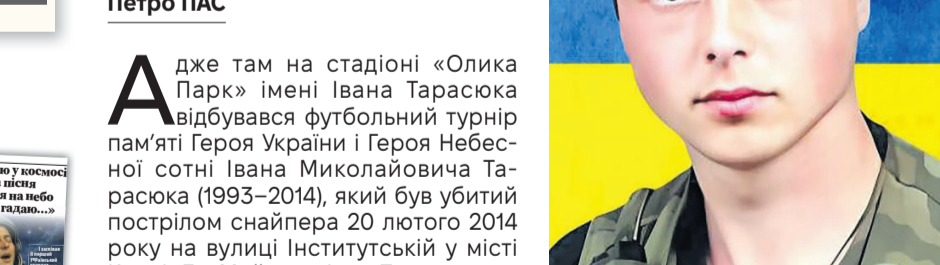 Петро ПАС
Адже там на стадіоні «Олика
Парк» імені Івана Тарасюка
відбувався футбольний турнір
пам’яті Героя України і Героя Небес-
ної сотні Івана Миколайовича Та-
расюка (1993–2014), який був убитий
пострілом снайпера 20 лютого 2014
року на вулиці Інститутській у місті
ю у космосі
пісня
я на небо
гадаю...»